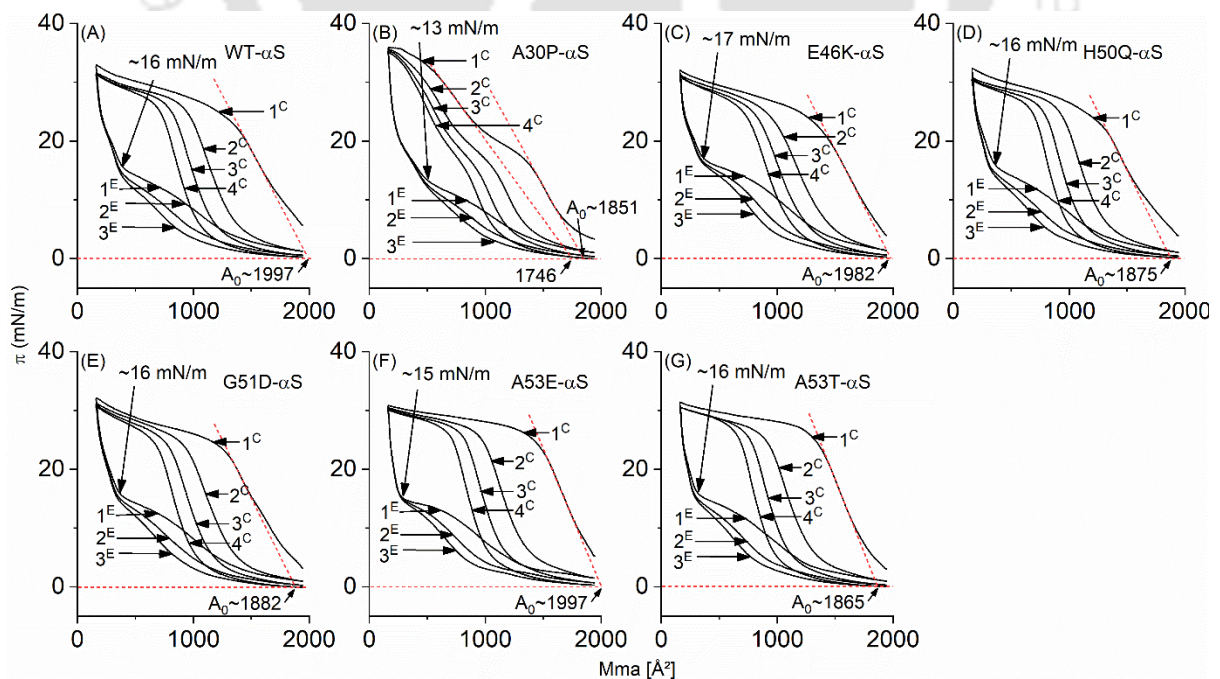 (A) WT-αS ~16 mN/m 1ᶜ 2ᶜ 3ᶜ 4ᶜ 1ᴱ 2ᴱ 3ᴱ A₀~1997
(B) A30P-αS ~13 mN/m 1ᶜ 2ᶜ 3ᶜ 4ᶜ 1ᴱ 2ᴱ 3ᴱ A₀~1851 1746
(C) E46K-αS ~17 mN/m 1ᶜ 2ᶜ 3ᶜ 4ᶜ 1ᴱ 2ᴱ 3ᴱ A₀~1982
(D) H50Q-αS ~16 mN/m 1ᶜ 2ᶜ 3ᶜ 4ᶜ 1ᴱ 2ᴱ 3ᴱ A₀~1875
40
20
0
0 1000 2000 0 1000 2000 0 1000 2000 0 1000 2000
π (mN/m)
(E) G51D-αS ~16 mN/m 1ᶜ 2ᶜ 3ᶜ 4ᶜ 1ᴱ 2ᴱ 3ᴱ A₀~1882
(F) A53E-αS ~15 mN/m 1ᶜ 2ᶜ 3ᶜ 4ᶜ 1ᴱ 2ᴱ 3ᴱ A₀~1997
(G) A53T-αS ~16 mN/m 1ᶜ 2ᶜ 3ᶜ 4ᶜ 1ᴱ 2ᴱ 3ᴱ A₀~1865
40
20
0
0 1000 2000 0 1000 2000 0 1000 2000
Mma [Å²]